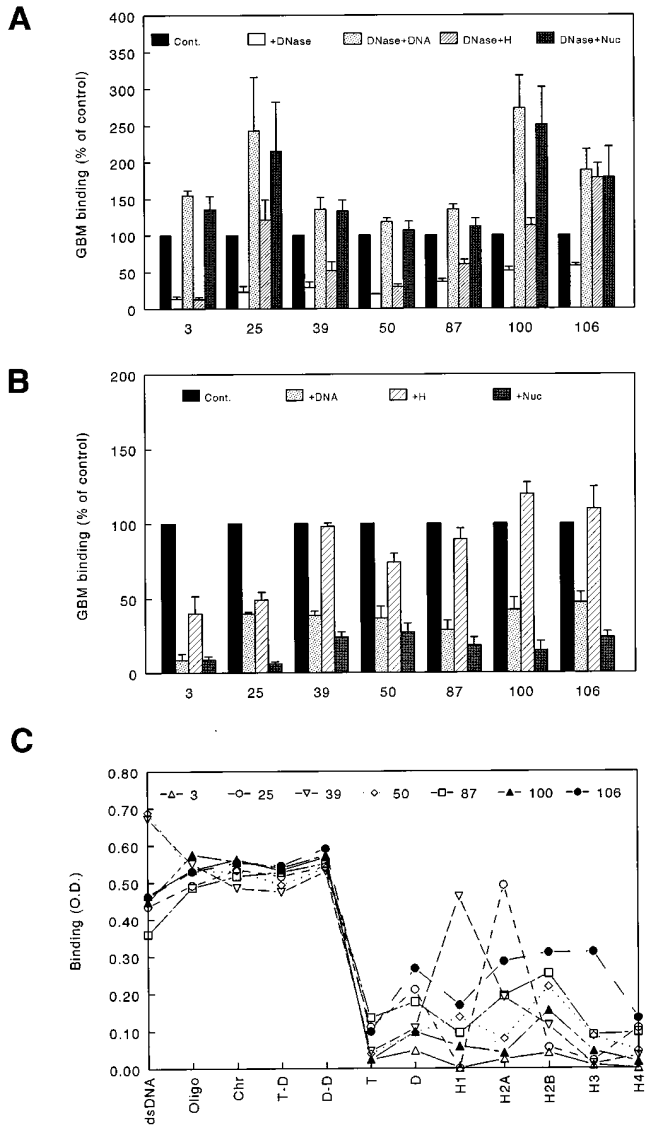 A
400
350
300
250
200
150
100
50
0
GBM binding (% of control)
Cont. +DNase DNase+DNA DNase+H DNase+Nuc
3 25 39 50 87 100 106
B
200
150
100
50
0
GBM binding (% of control)
Cont. +DNA +H +Nuc
3 25 39 50 87 100 106
C
0.80
0.70
0.60
0.50
0.40
0.30
0.20
0.10
0.00
Binding (O.D.)
3 25 39 50 87 100 106
dsDNA Oligo Chr T-D D-D T D H1 H2A H2B H3 H4